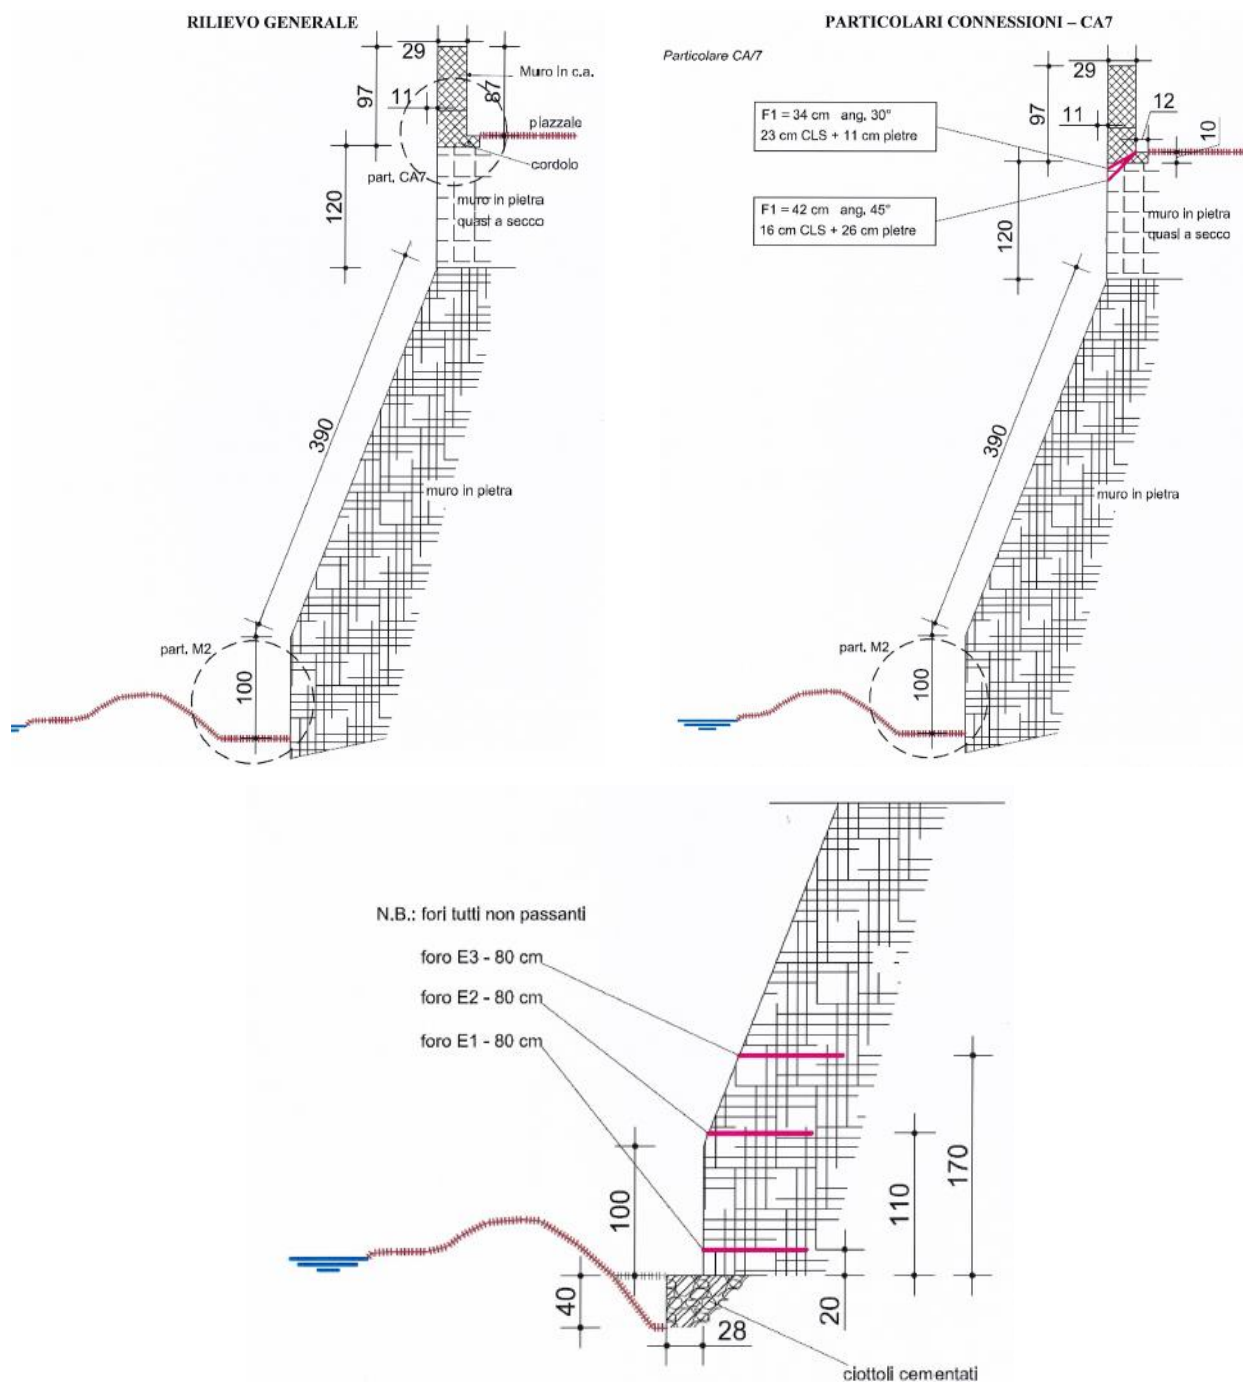 RILIEVO GENERALE
29
Muro in c.a.
97
11
87
piazzale
cordolo
part. CA7
120
muro in pietra
quasi a secco
390
muro in pietra
part. M2
100
PARTICOLARI CONNESSIONI – CA7
Particolare CA/7
29
97
F1 = 34 cm ang. 30°
23 cm CLS + 11 cm pietre
11
12
10
F1 = 42 cm ang. 45°
16 cm CLS + 26 cm pietre
120
muro in pietra
quasi a secco
390
muro in pietra
part. M2
100
N.B.: fori tutti non passanti
foro E3 - 80 cm
foro E2 - 80 cm
foro E1 - 80 cm
100
170
110
40
28
20
ciottoli cementati